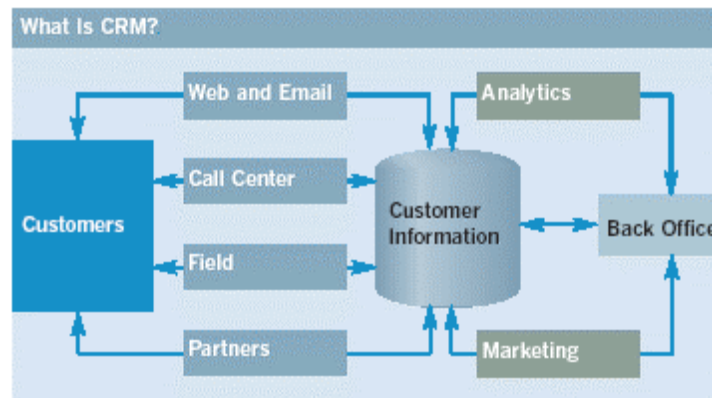 What Is CRM?
Web and Email
Analytics
Call Center
Customers
Customer
Information
Back Office
Field
Partners
Marketing